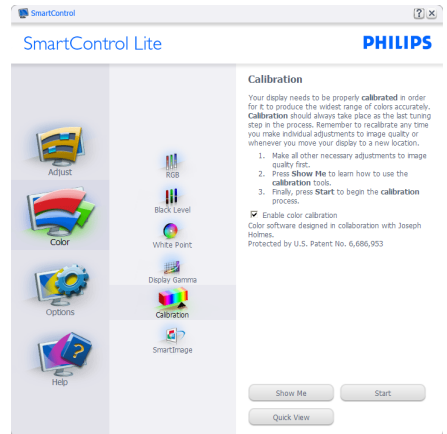 SmartControl
SmartControl Lite
PHILIPS
Adjust
Color
Options
Help
RGB
Black Level
White Point
Display Gamma
Calibration
SmartImage
Calibration
Your display needs to be properly calibrated in order
for it to produce the widest range of colors accurately.
Calibration should always take place as the last tuning
step in the process. Remember to recalibrate any time
you make individual adjustments to image quality or
whenever you move your display to a new location.
1. Make all other necessary adjustments to image
quality first.
2. Press Show Me to learn how to use the
calibration tools.
3. Finally, press Start to begin the calibration
process.
Enable color calibration
Color software designed in collaboration with Joseph
Holmes.
Protected by U.S. Patent No. 6,686,953
Show Me
Start
Quick View